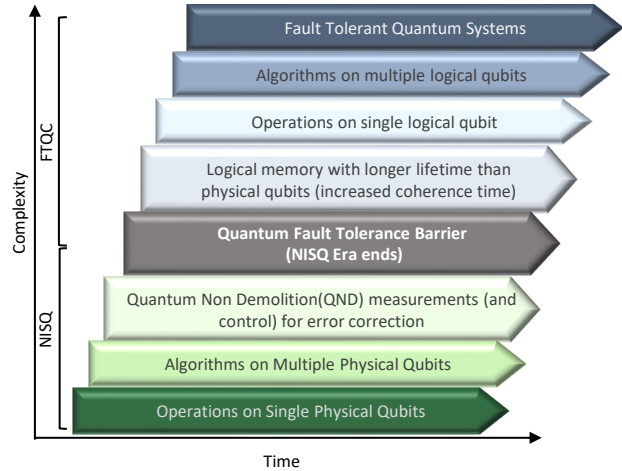 Fault Tolerant Quantum Systems
Algorithms on multiple logical qubits
Operations on single logical qubit
Logical memory with longer lifetime than
physical qubits (increased coherence time)
Quantum Fault Tolerance Barrier
(NISQ Era ends)
Quantum Non Demolition(QND) measurements (and
control) for error correction
Algorithms on Multiple Physical Qubits
Operations on Single Physical Qubits
Complexity
FTQC
NISQ
Time